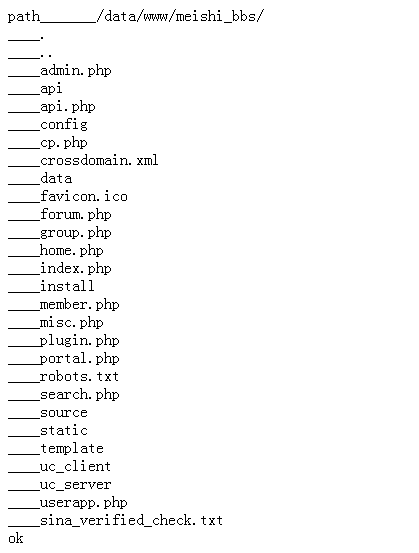 path_______/data/www/meishi_bbs/
____.
____..
____admin.php
____api
____api.php
____config
____cp.php
____crossdomain.xml
____data
____favicon.ico
____forum.php
____group.php
____home.php
____index.php
____install
____member.php
____misc.php
____plugin.php
____portal.php
____robots.txt
____search.php
____source
____static
____template
____uc_client
____uc_server
____userapp.php
____sina_verified_check.txt
ok